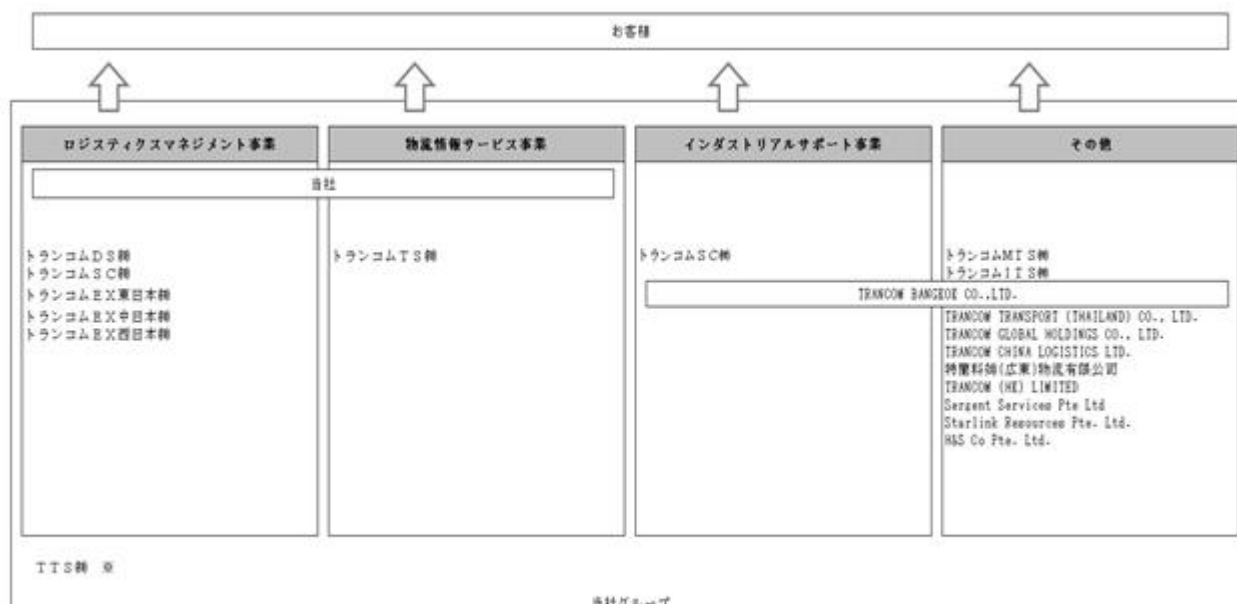 お客様
ロジスティクスマネジメント事業
物流情報サービス事業
インダストリアルサポート事業
その他
当社
トランコムDS㈱
トランコムSC㈱
トランコムEX東日本㈱
トランコムEX中日本㈱
トランコムEX西日本㈱
トランコムTS㈱
トランコムSC㈱
トランコムMTS㈱
トランコムITS㈱
TRANCOM BANGKOK CO.,LTD.
TRANCOM TRANSPORT (THAILAND) CO., LTD.
TRANCOM GLOBAL HOLDINGS CO., LTD.
TRANCOM CHINA LOGISTICS LTD.
(広東)物流有限公司
TRANCOM (HK) LIMITED
Sergent Services Pte Ltd
Starlink Resources Pte. Ltd.
H&S Co Pte. Ltd.
TTS㈱ ※
当社グループ